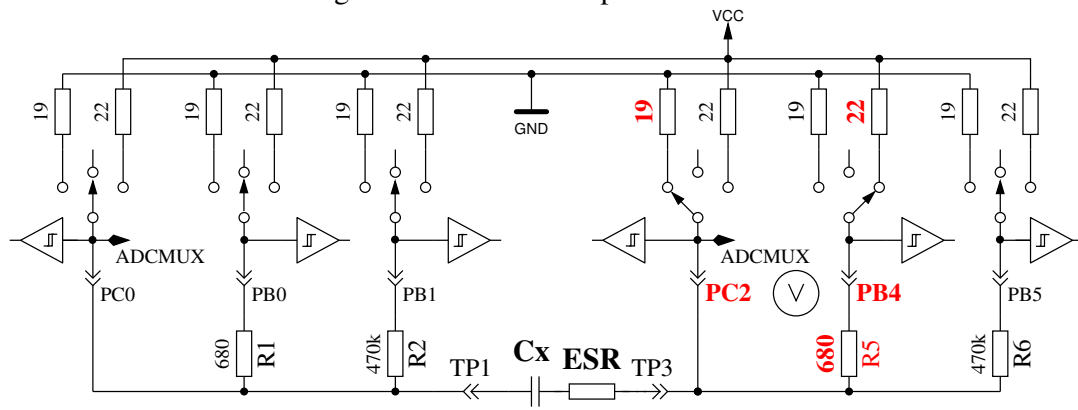 VCC
19 22 19 22 19 22 GND 19 22 19 22 19 22
ADCMUX ADCMUX
PC0 PB0 PB1 PC2 V PB4 PB5
680 R1 470k R2 680 R5 470k R6
TP1 Cx ESR TP3